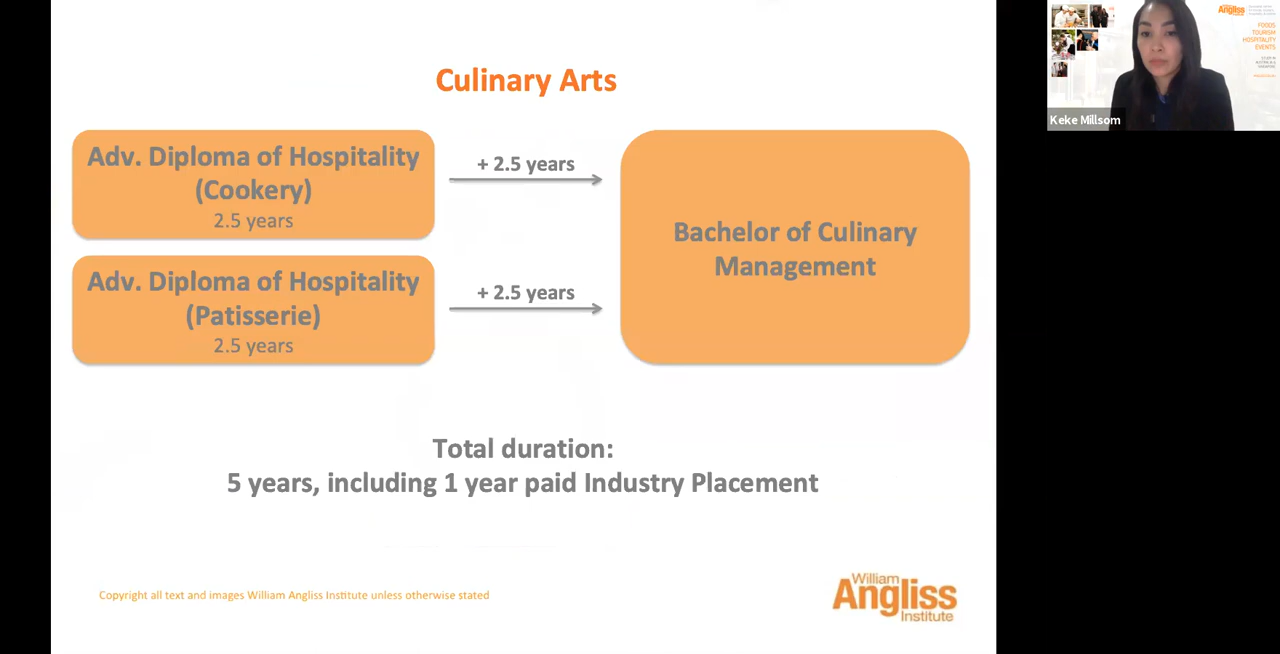 Culinary Arts
Adv. Diploma of Hospitality
(Cookery)
2.5 years
+ 2.5 years
Adv. Diploma of Hospitality
(Patisserie)
2.5 years
+ 2.5 years
Bachelor of Culinary
Management
Total duration:
5 years, including 1 year paid Industry Placement
Copyright all text and images William Angliss Institute unless otherwise stated
William
Angliss
Institute
Angliss
FOODS
TOURISM
HOSPITALITY
EVENTS
Keke Millsom